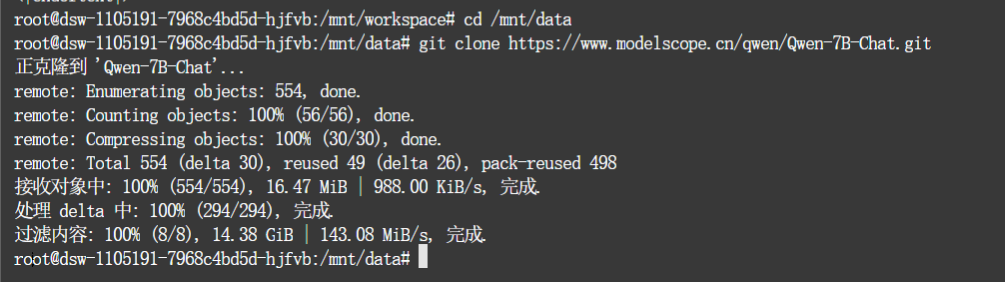 root@dsw-1105191-7968c4bd5d-hjfvb:/mnt/workspace# cd /mnt/data
root@dsw-1105191-7968c4bd5d-hjfvb:/mnt/data# git clone https://www.modelscope.cn/qwen/Qwen-7B-Chat.git
正克隆到 'Qwen-7B-Chat'...
remote: Enumerating objects: 554, done.
remote: Counting objects: 100% (56/56), done.
remote: Compressing objects: 100% (30/30), done.
remote: Total 554 (delta 30), reused 49 (delta 26), pack-reused 498
接收对象中: 100% (554/554), 16.47 MiB | 988.00 KiB/s, 完成.
处理 delta 中: 100% (294/294), 完成.
过滤内容: 100% (8/8), 14.38 GiB | 143.08 MiB/s, 完成.
root@dsw-1105191-7968c4bd5d-hjfvb:/mnt/data#